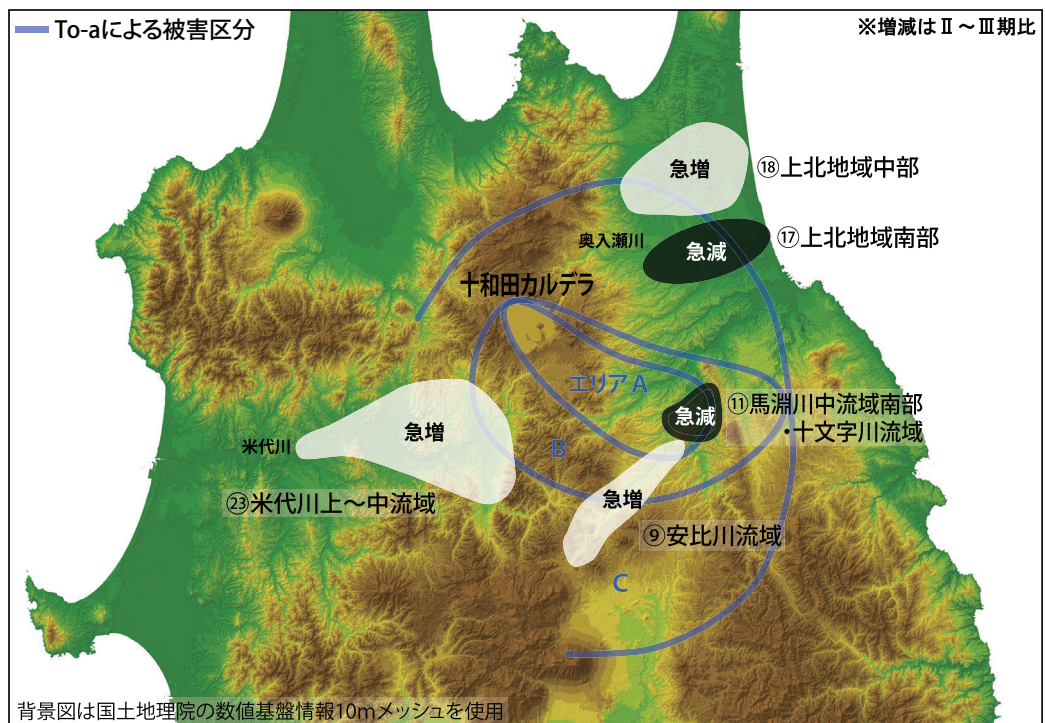 To-aによる被害区分
※増減はⅡ～Ⅲ期比
急増
⑱上北地域中部
奥入瀬川
急減
⑰上北地域南部
十和田カルデラ
エリアA
急減
⑪馬淵川中流域南部
・十文字川流域
米代川
急増
B
㉓米代川上～中流域
急増
⑨安比川流域
C
背景図は国土地理院の数値基盤情報10mメッシュを使用